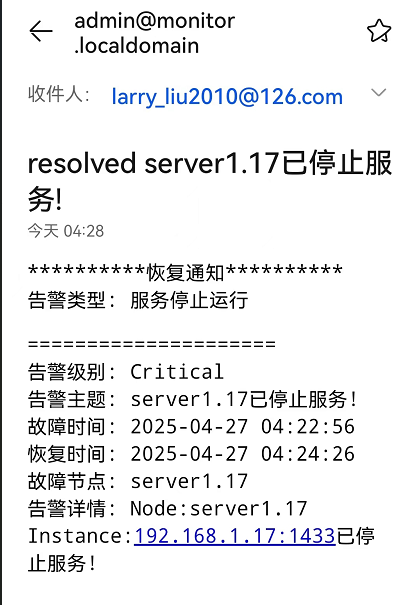 admin@monitor
.localdomain
收件人： larry_liu2010@126.com
resolved server1.17已停止服
务!
今天 04:28
**********恢复通知**********
告警类型: 服务停止运行
=====================
告警级别: Critical
告警主题: server1.17已停止服务！
故障时间: 2025-04-27 04:22:56
恢复时间: 2025-04-27 04:24:26
故障节点: server1.17
告警详情: Node:server1.17
Instance:192.168.1.17:1433已停
止服务！